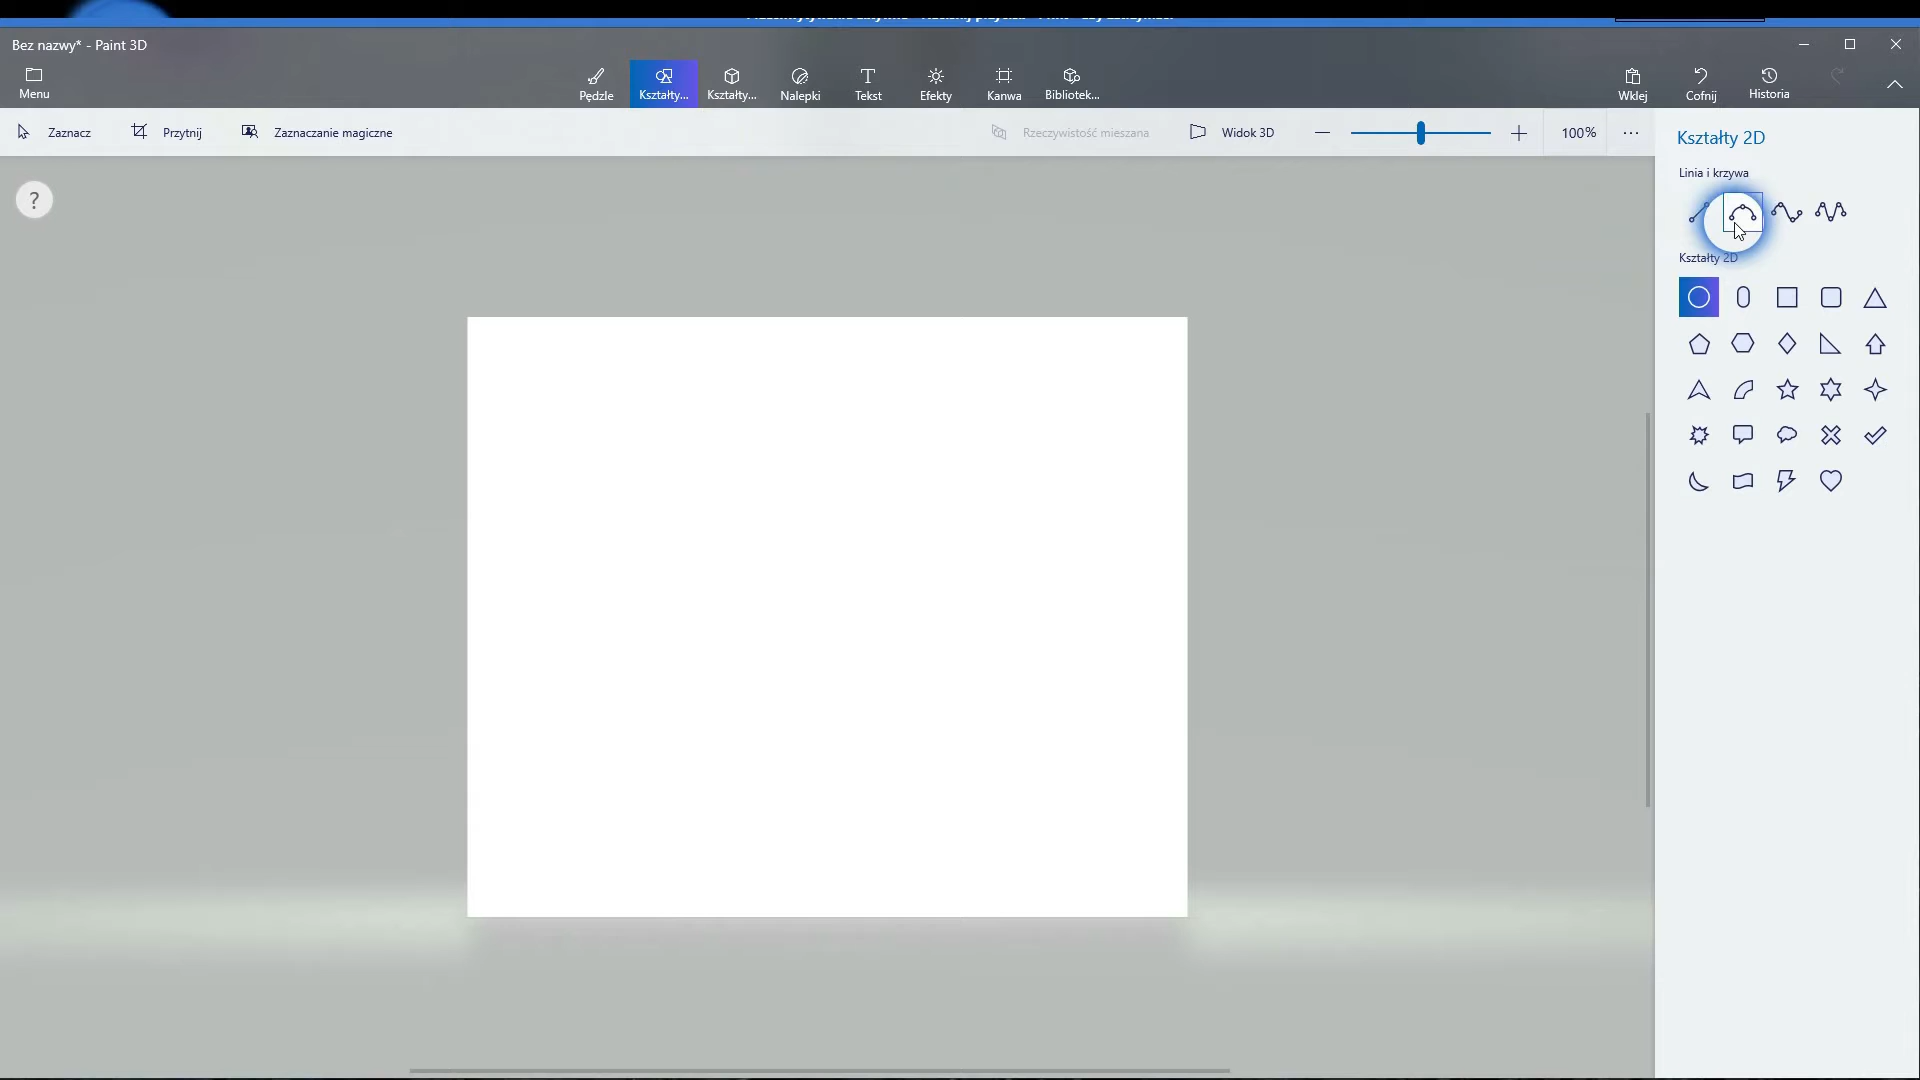 Bez nazwy* - Paint 3D
Menu
Pędzle
Kształty...
Kształty...
Nalepki
Tekst
Efekty
Kanwa
Bibliotek...
Wklej
Cofnij
Historia
Zaznacz
Przytnij
Zaznaczanie magiczne
Rzeczywistość mieszana
Widok 3D
100%
Kształty 2D
Linia i krzywa
?
Kształty 2D